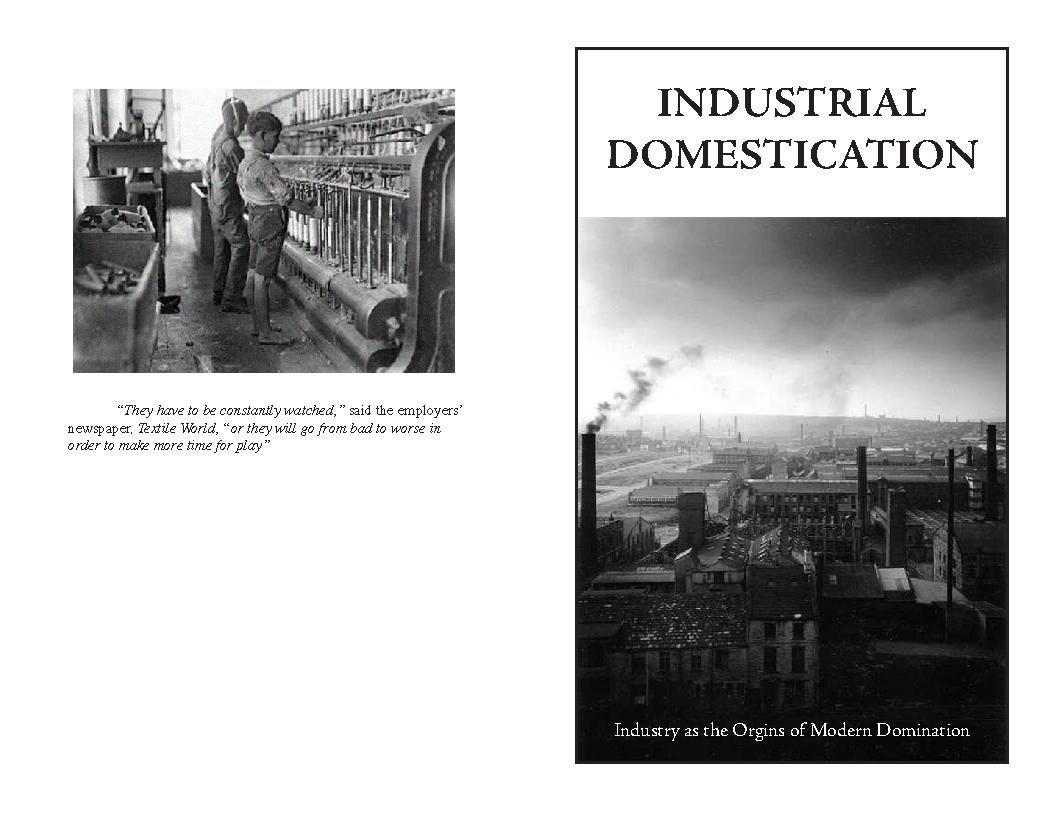 “They have to be constantly watched,” said the employers’
newspaper, Textile World, “or they will go from bad to worse in
order to make more time for play”
INDUSTRIAL
DOMESTICATION
Industry as the Orgins of Modern Domination